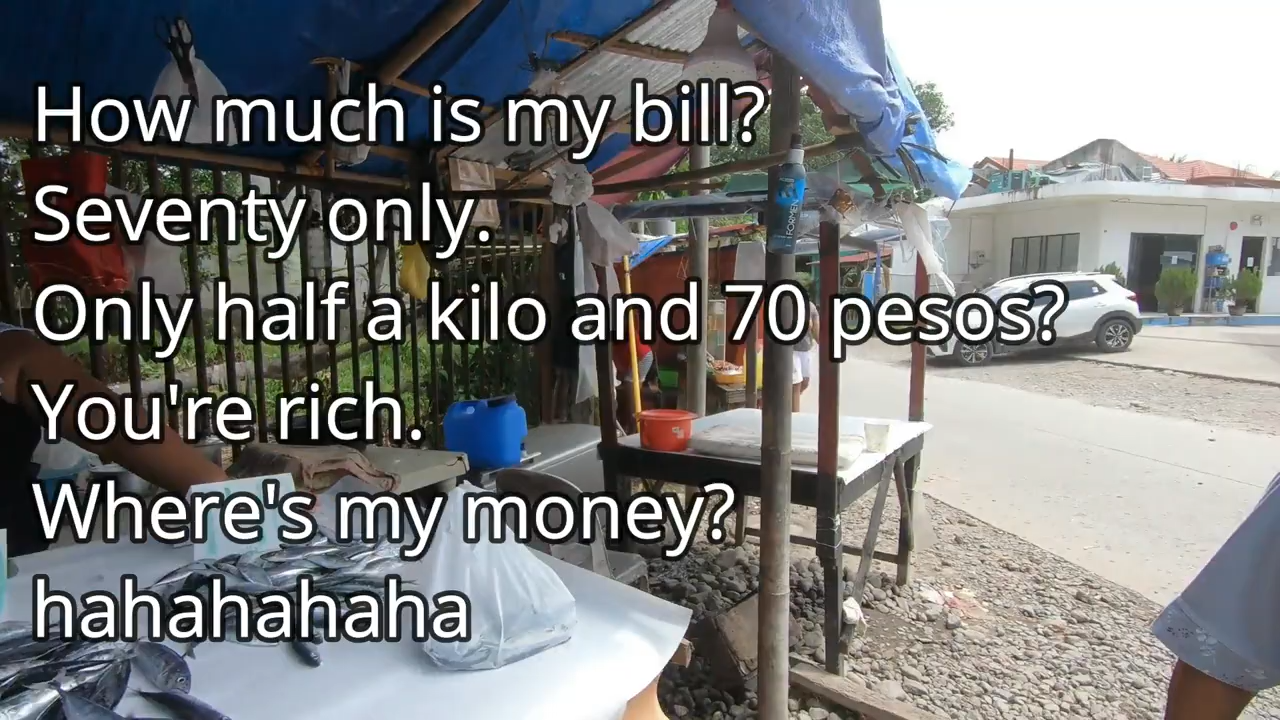 How much is my bill?
Seventy only.
Only half a kilo and 70 pesos?
You're rich.
Where's my money?
hahahahaha